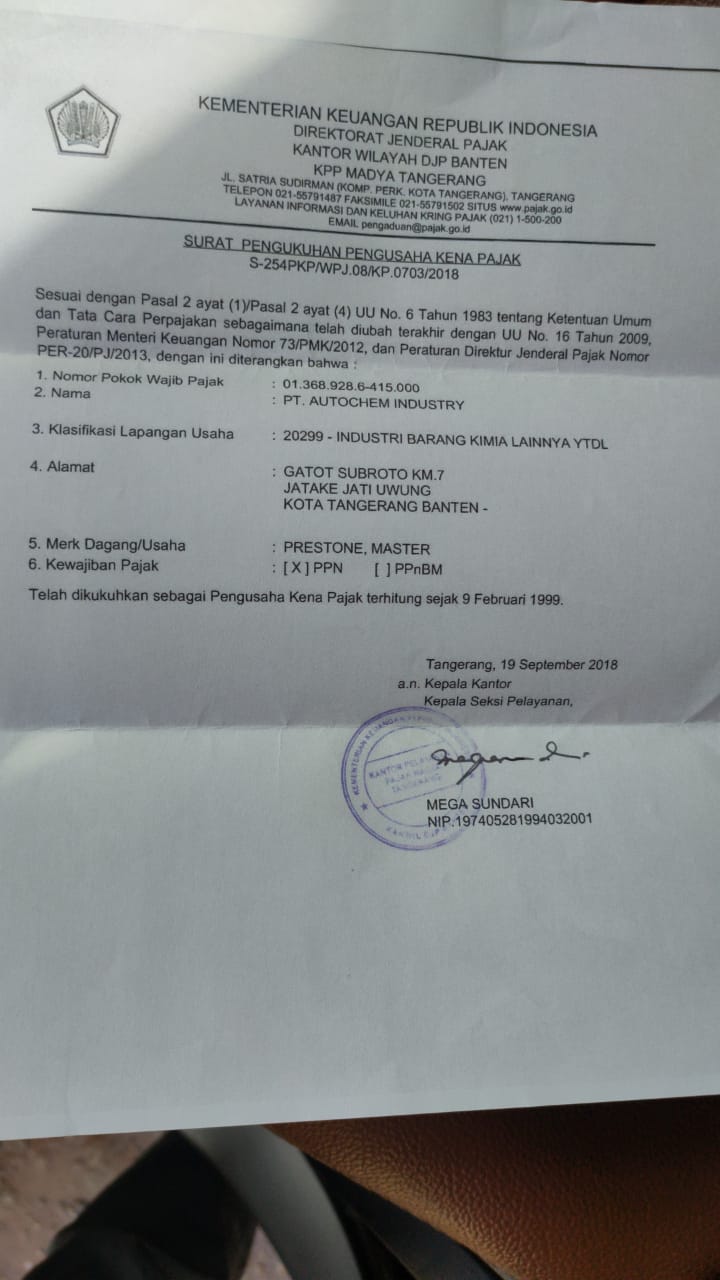 KEMENTERIAN KEUANGAN REPUBLIK INDONESIA
DIREKTORAT JENDERAL PAJAK
KANTOR WILAYAH DJP BANTEN
KPP MADYA TANGERANG
JL. SATRIA SUDIRMAN (KOMP. PERK. KOTA TANGERANG), TANGERANG
TELEPON 021-55791487 FAKSIMILE 021-55791502 SITUS www.pajak.go.id
LAYANAN INFORMASI DAN KELUHAN KRING PAJAK (021) 1-500-200
EMAIL pengaduan@pajak.go.id
SURAT PENGUKUHAN PENGUSAHA KENA PAJAK
S-254PKP/WPJ.08/KP.0703/2018
Sesuai dengan Pasal 2 ayat (1)/Pasal 2 ayat (4) UU No. 6 Tahun 1983 tentang Ketentuan Umum
dan Tata Cara Perpajakan sebagaimana telah diubah terakhir dengan UU No. 16 Tahun 2009,
Peraturan Menteri Keuangan Nomor 73/PMK/2012, dan Peraturan Direktur Jenderal Pajak Nomor
PER-20/PJ/2013, dengan ini diterangkan bahwa :
1. Nomor Pokok Wajib Pajak : 01.368.928.6-415.000
2. Nama : PT. AUTOCHEM INDUSTRY
3. Klasifikasi Lapangan Usaha : 20299 - INDUSTRI BARANG KIMIA LAINNYA YTDL
4. Alamat : GATOT SUBROTO KM.7
JATAKE JATI UWUNG
KOTA TANGERANG BANTEN -
5. Merk Dagang/Usaha : PRESTONE, MASTER
6. Kewajiban Pajak : [ X ] PPN [ ] PPnBM
Telah dikukuhkan sebagai Pengusaha Kena Pajak terhitung sejak 9 Februari 1999.
Tangerang, 19 September 2018
a.n. Kepala Kantor
Kepala Seksi Pelayanan,
KEMENTERIAN KEUANGAN
KANTOR
PAJAK
TANGERANG
MEGA SUNDARI
NIP.197405281994032001